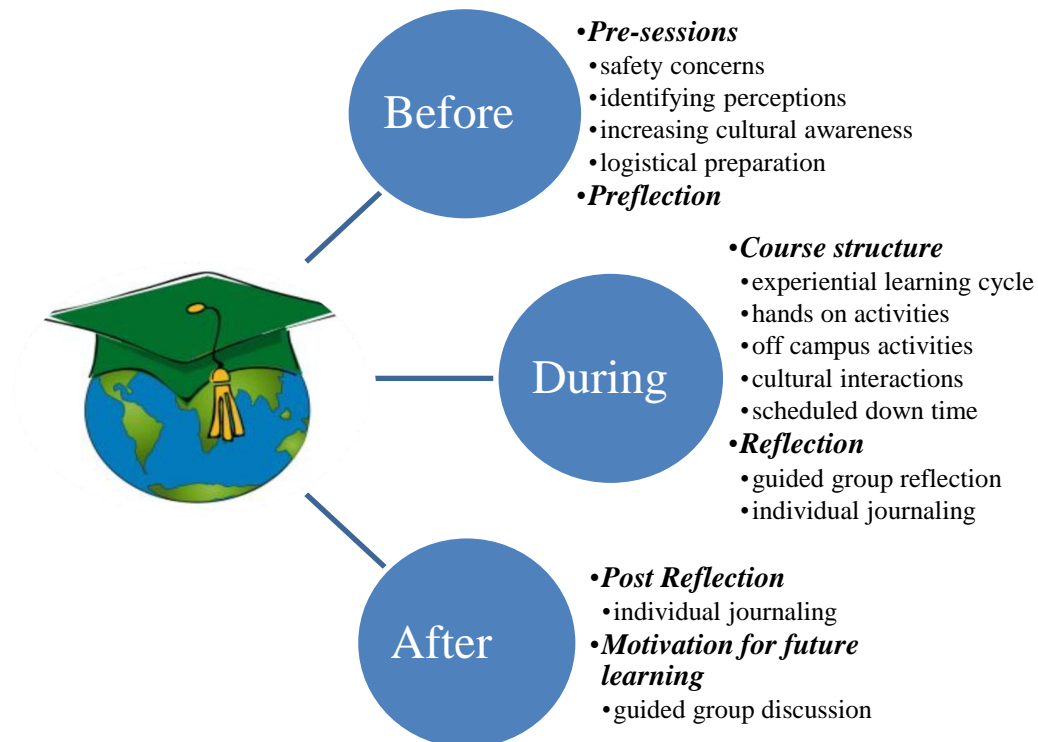 Before
•Pre-sessions
•safety concerns
•identifying perceptions
•increasing cultural awareness
•logistical preparation
•Preflection
During
•Course structure
•experiential learning cycle
•hands on activities
•off campus activities
•cultural interactions
•scheduled down time
•Reflection
•guided group reflection
•individual journaling
After
•Post Reflection
•individual journaling
•Motivation for future
learning
•guided group discussion